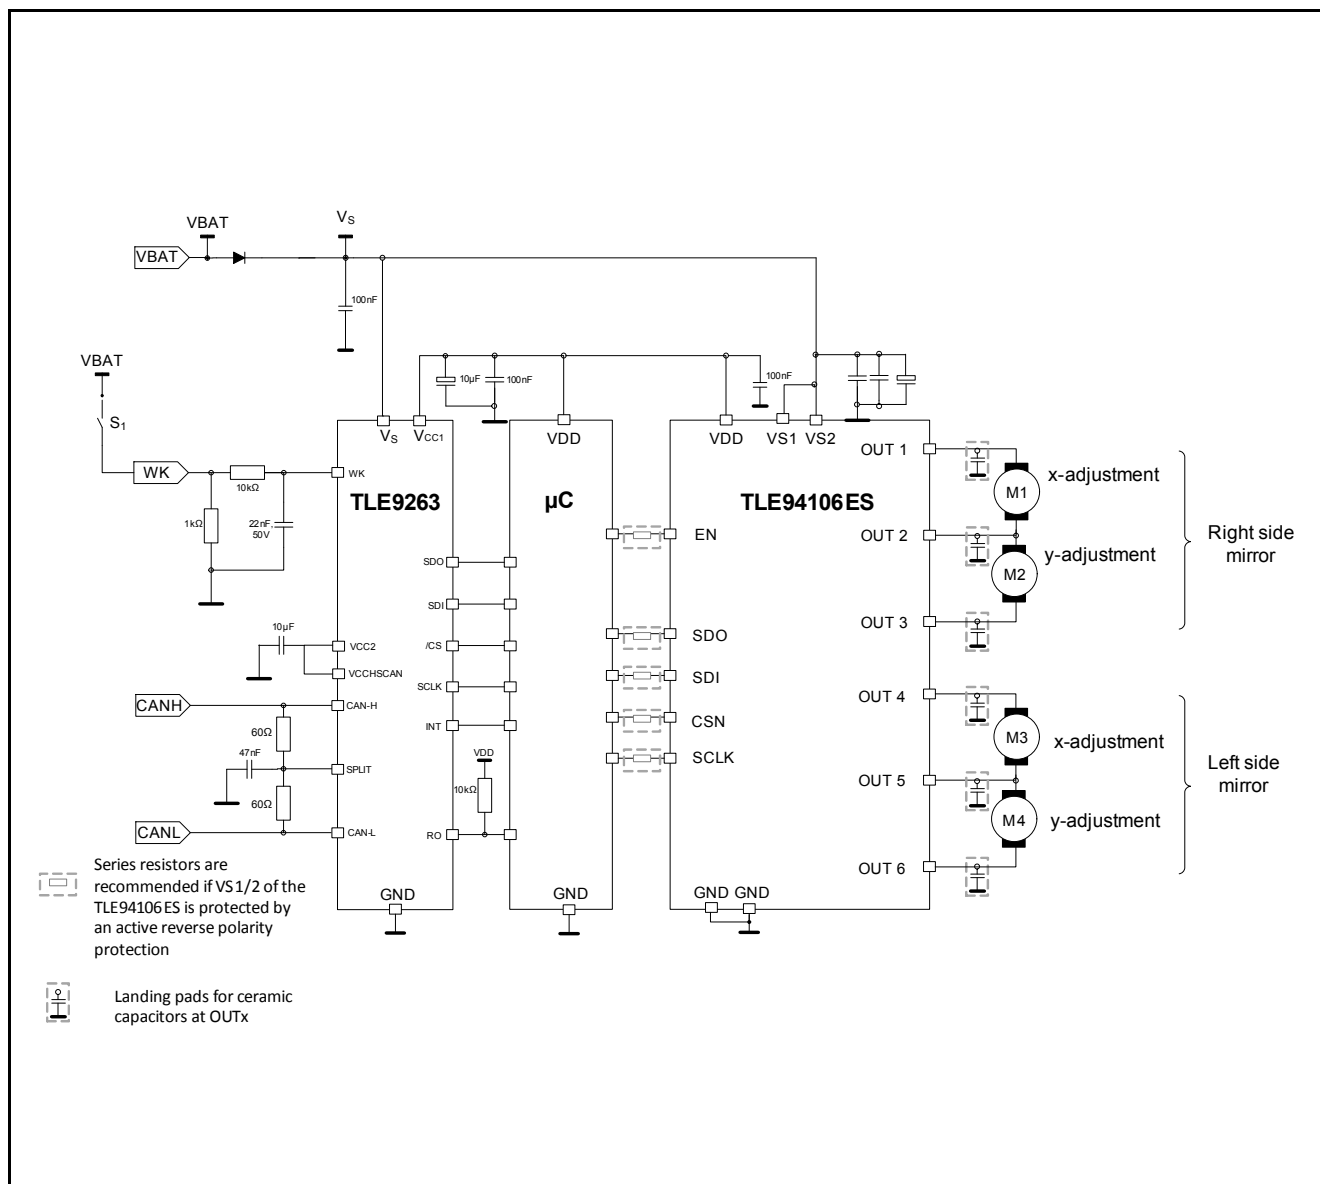 VBAT
VS
VBAT
100nF
VBAT
10µF
100nF
100nF
S1
VS
VCC1
VDD
VDD
VS1
VS2
OUT 1
WK
10kΩ
WK
TLE9263
µC
TLE94106ES
M1
x-adjustment
1kΩ
22nF,
50V
EN
OUT 2
y-adjustment
Right side
mirror
SDO
M2
SDI
OUT 3
10µF
VCC2
/CS
SDO
VCCHSCAN
SCLK
SDI
CANH
CAN-H
OUT 4
INT
CSN
60Ω
M3
x-adjustment
47nF
VDD
SCLK
SPLIT
OUT 5
Left side
mirror
10kΩ
60Ω
M4
y-adjustment
CANL
CAN-L
RO
OUT 6
Series resistors are
recommended if VS1/2 of the
TLE94106ES is protected by
an active reverse polarity
protection
GND
GND
GND
GND
Landing pads for ceramic
capacitors at OUTx